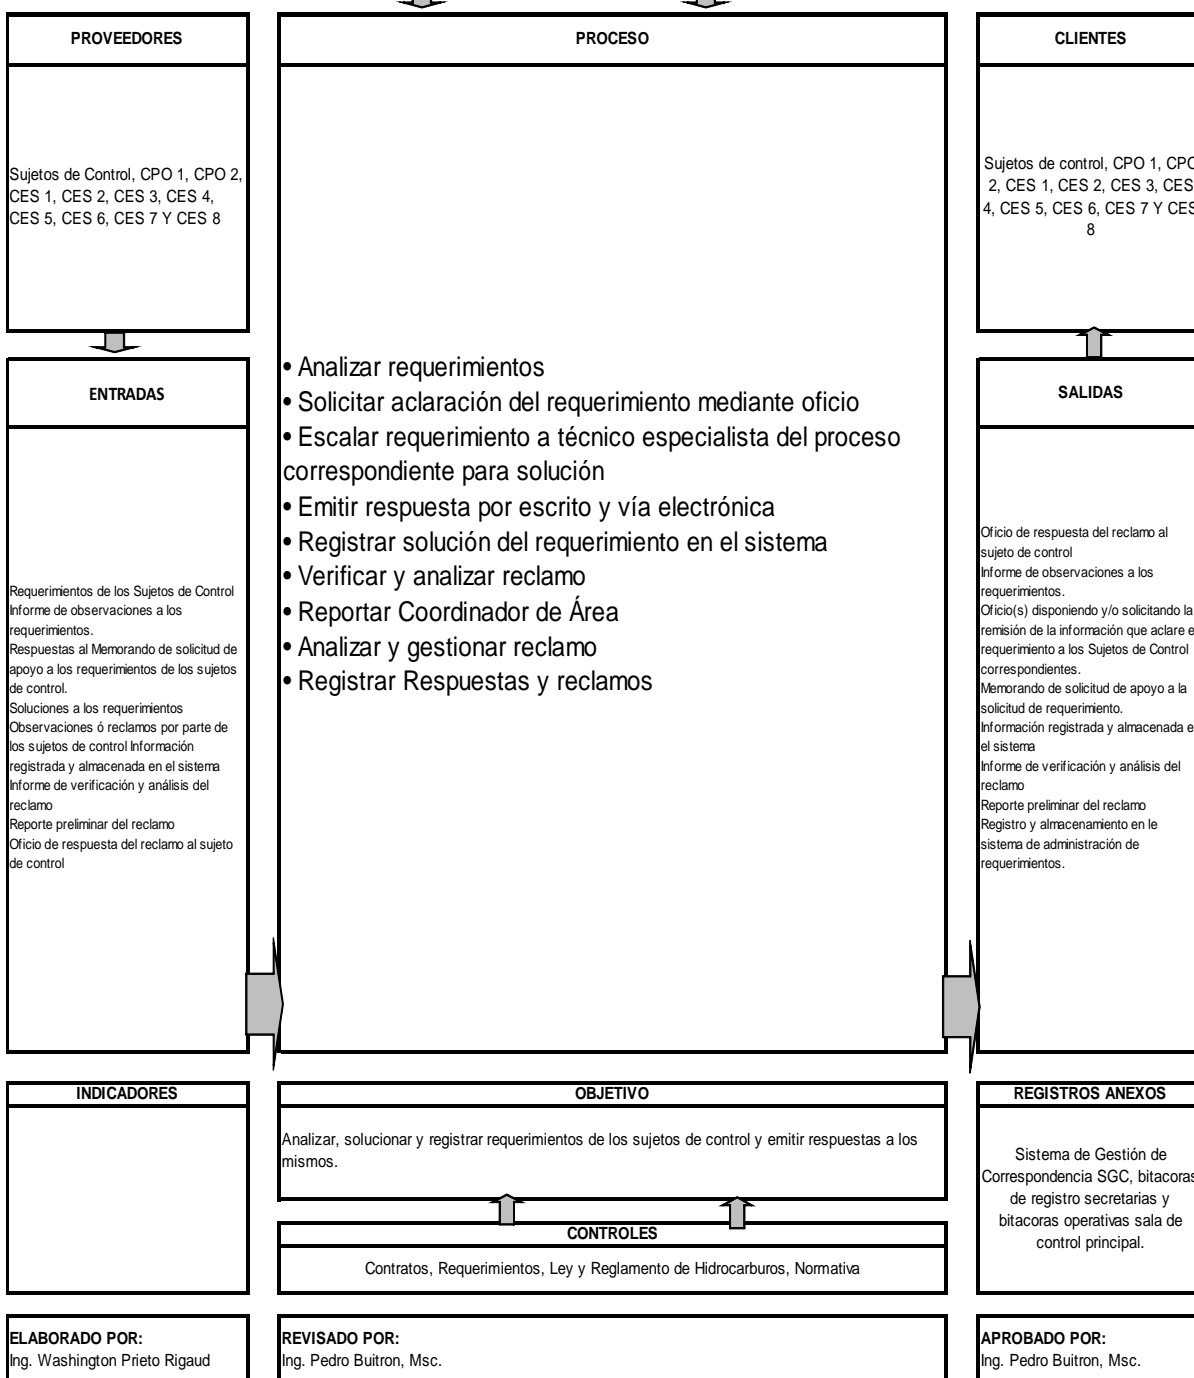 PROVEEDORES
Sujetos de Control, CPO 1, CPO 2,
CES 1, CES 2, CES 3, CES 4,
CES 5, CES 6, CES 7 Y CES 8
ENTRADAS
Requerimientos de los Sujetos de Control
Informe de observaciones a los
requerimientos.
Respuestas al Memorando de solicitud de
apoyo a los requerimientos de los sujetos
de control.
Soluciones a los requerimientos
Observaciones ó reclamos por parte de
los sujetos de control Información
registrada y almacenada en el sistema
Informe de verificación y análisis del
reclamo
Reporte preliminar del reclamo
Oficio de respuesta del reclamo al sujeto
de control
PROCESO
• Analizar requerimientos
• Solicitar aclaración del requerimiento mediante oficio
• Escalar requerimiento a técnico especialista del proceso
correspondiente para solución
• Emitir respuesta por escrito y vía electrónica
• Registrar solución del requerimiento en el sistema
• Verificar y analizar reclamo
• Reportar Coordinador de Área
• Analizar y gestionar reclamo
• Registrar Respuestas y reclamos
CLIENTES
Sujetos de control, CPO 1, CPO
2, CES 1, CES 2, CES 3, CES
4, CES 5, CES 6, CES 7 Y CES
8
SALIDAS
Oficio de respuesta del reclamo al
sujeto de control
Informe de observaciones a los
requerimientos.
Oficio(s) disponiendo y/o solicitando la
remisión de la información que aclare e
requerimiento a los Sujetos de Control
correspondientes.
Memorando de solicitud de apoyo a la
solicitud de requerimiento.
Información registrada y almacenada e
el sistema
Informe de verificación y análisis del
reclamo
Reporte preliminar del reclamo
Registro y almacenamiento en le
sistema de administración de
requerimientos.
INDICADORES
OBJETIVO
Analizar, solucionar y registrar requerimientos de los sujetos de control y emitir respuestas a los
mismos.
CONTROLES
Contratos, Requerimientos, Ley y Reglamento de Hidrocarburos, Normativa
REGISTROS ANEXOS
Sistema de Gestión de
Correspondencia SGC, bitacoras
de registro secretarias y
bitacoras operativas sala de
control principal.
ELABORADO POR:
Ing. Washington Prieto Rigaud
REVISADO POR:
Ing. Pedro Buitron, Msc.
APROBADO POR:
Ing. Pedro Buitron, Msc.